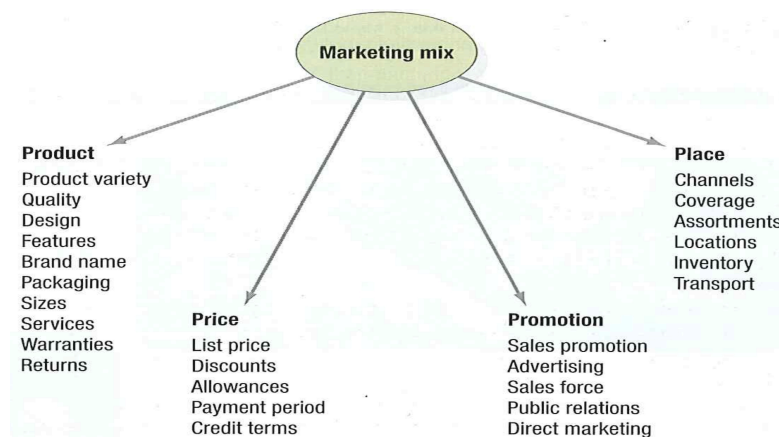 Marketing mix
Product
Product variety
Quality
Design
Features
Brand name
Packaging
Sizes
Services
Warranties
Returns
Price
List price
Discounts
Allowances
Payment period
Credit terms
Promotion
Sales promotion
Advertising
Sales force
Public relations
Direct marketing
Place
Channels
Coverage
Assortments
Locations
Inventory
Transport